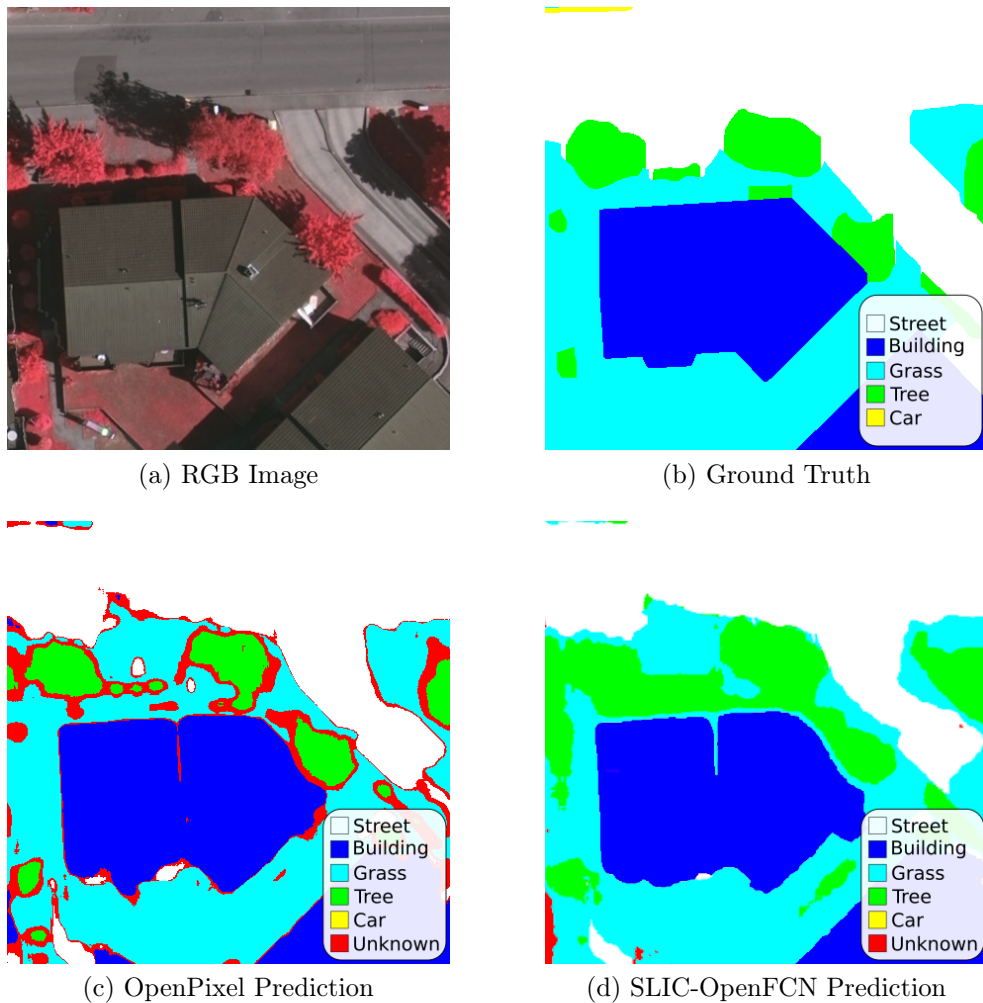 Street
Building
Grass
Tree
Car
(a) RGB Image
(b) Ground Truth
Street
Building
Grass
Tree
Car
Unknown
Street
Building
Grass
Tree
Car
Unknown
(c) OpenPixel Prediction
(d) SLIC-OpenFCN Prediction